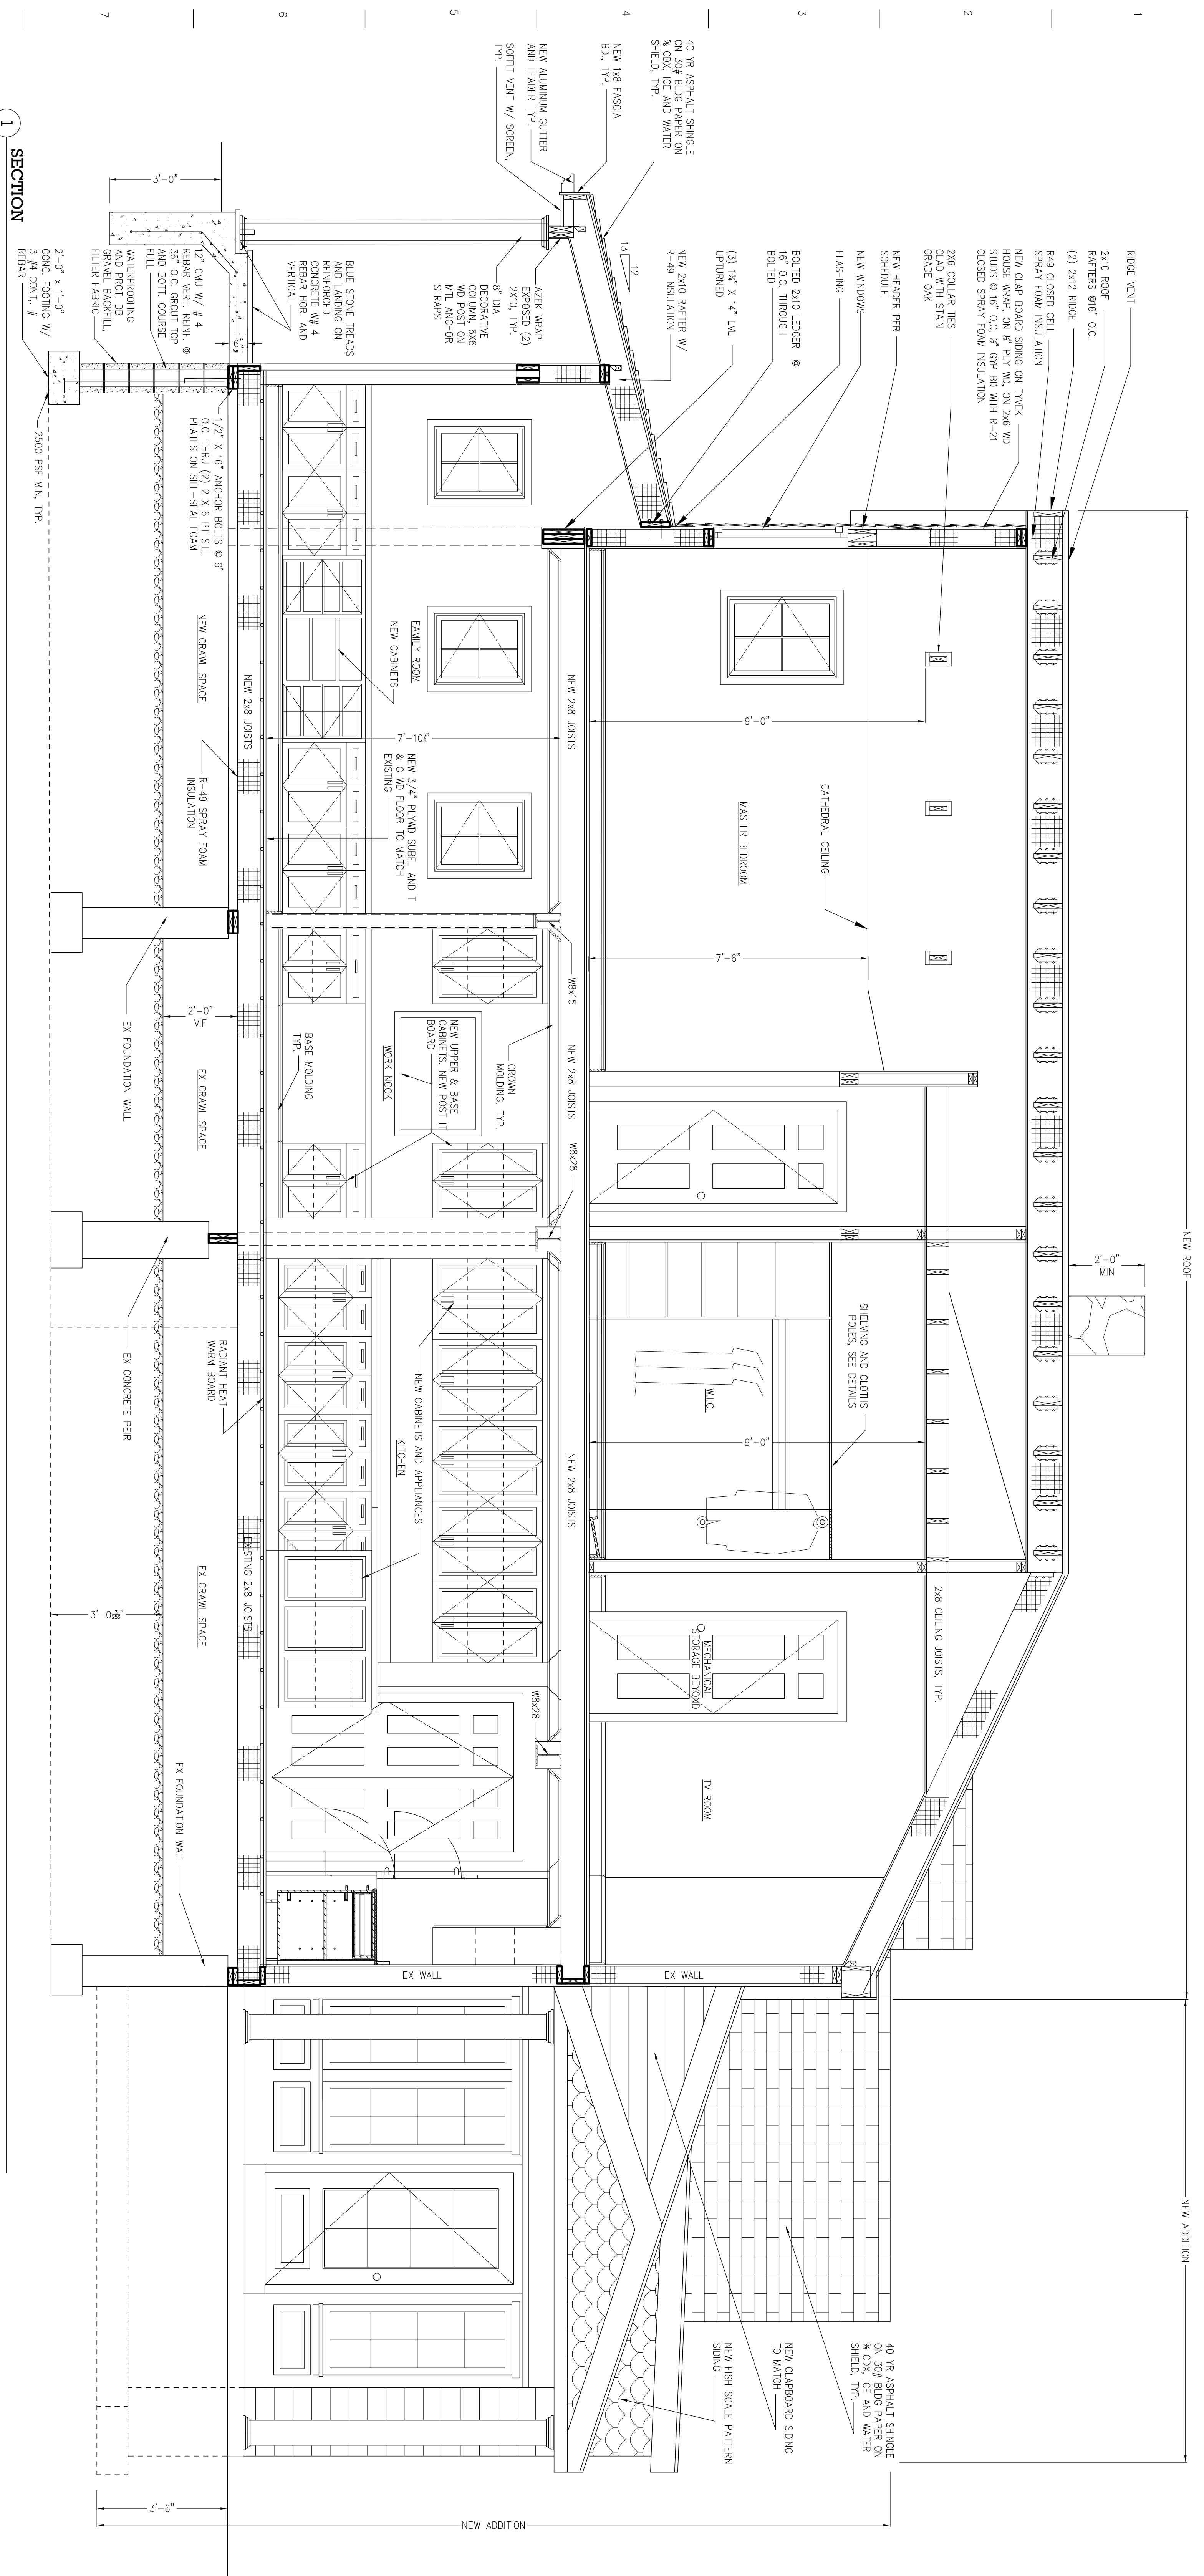 1
2
3
4
5
6
7
NEW ROOF
NEW ADDITION
RIDGE VENT
2x10 ROOF
RAFTERS @16" O.C.
(2) 2x12 RIDGE
R49 CLOSED CELL
SPRAY FOAM INSULATION
NEW CLAP BOARD SIDING ON TYVEK
HOUSE WRAP, ON ½" PLY WD, ON 2x6 WD
STUDS @ 16" O.C, ½" GYP BD WITH R-21
CLOSED SPRAY FOAM INSULATION
2X6 COLLAR TIES
CLAD WITH STAIN
GRADE OAK
NEW HEADER PER
SCHEDULE
NEW WINDOWS
FLASHING
BOLTED 2x10 LEDGER @
16" O.C. THROUGH
BOLTED
(3) 1¾" X 14" LVL
UPTURNED
NEW 2x10 RAFTER W/
R-49 INSULATION
12
13
40 YR ASPHALT SHINGLE
ON 30# BLDG PAPER ON
⅝ CDX, ICE AND WATER
SHIELD, TYP.
NEW 1x8 FASCIA
BD., TYP.
NEW ALUMINUM GUTTER
AND LEADER TYP.
SOFFIT VENT W/ SCREEN,
TYP.
AZEK WRAP
EXPOSED (2)
2X10, TYP.
8" DIA
DECORATIVE
COLUMN, 6X6
WD POST ON
MTL ANCHOR
STRAPS
BLUE STONE TREADS
AND LANDING ON
REINFORCED
CONCRETE W# 4
REBAR HOR. AND
VERTICAL
3'-0"
12" CMU W/ # 4
REBAR VERT. REINF. @
36" O.C. GROUT TOP
AND BOTT. COURSE
FULL
WATERPROOFING
AND PROT. DB
GRAVEL BACKFILL,
FILTER FABRIC
2'-0" x 1'-0"
CONC. FOOTING W/
3 #4 CONT,. #
REBAR
1/2" X 16" ANCHOR BOLTS @ 6'
O.C. THRU (2) 2 X 6 PT SILL
PLATES ON SILL-SEAL FOAM
2500 PSF MIN, TYP.
2'-0"
MIN
9'-0"
CATHEDRAL CEILING
MASTER BEDROOM
7'-6"
SHELVING AND CLOTHS
POLES, SEE DETAILS
W.I.C.
9'-0"
2x8 CEILING JOISTS, TYP.
MECHANICAL
STORAGE BEYOND
TV ROOM
NEW 2x8 JOISTS
W8x15
NEW 2x8 JOISTS
W8x28
NEW 2x8 JOISTS
W8x28
FAMILY ROOM
NEW CABINETS
NEW 3/4" PLYWD SUBFL AND T
& G WD FLOOR TO MATCH
EXISTING
CROWN
MOLDING, TYP,
NEW UPPER & BASE
CABINETS. NEW POST IT
BOARD
WORK NOOK
BASE MOLDING
TYP.
NEW CABINETS AND APPLIANCES
KITCHEN
EX WALL
EX WALL
NEW 2x8 JOISTS
NEW CRAWL SPACE
R-49 SPRAY FOAM
INSULATION
2'-0"
VIF
EX FOUNDATION WALL
EX CRAWL SPACE
RADIANT HEAT
WARM BOARD
EX CONCRETE PEIR
EXISTING 2x8 JOISTS
EX CRAWL SPACE
EX FOUNDATION WALL
40 YR ASPHALT SHINGLE
ON 30# BLDG PAPER ON
⅝ CDX, ICE AND WATER
SHIELD, TYP.
NEW CLAPBOARD SIDING
TO MATCH
NEW FISH SCALE PATTERN
SIDING
3'-6"
NEW ADDITION
1
SECTION